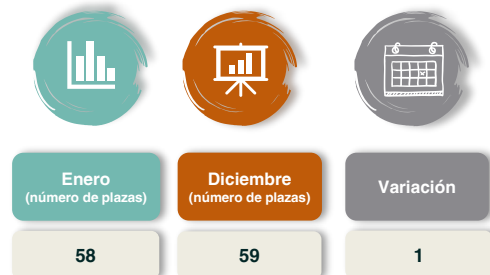 Enero
(número de plazas)
Diciembre
(número de plazas)
Variación
58
59
1